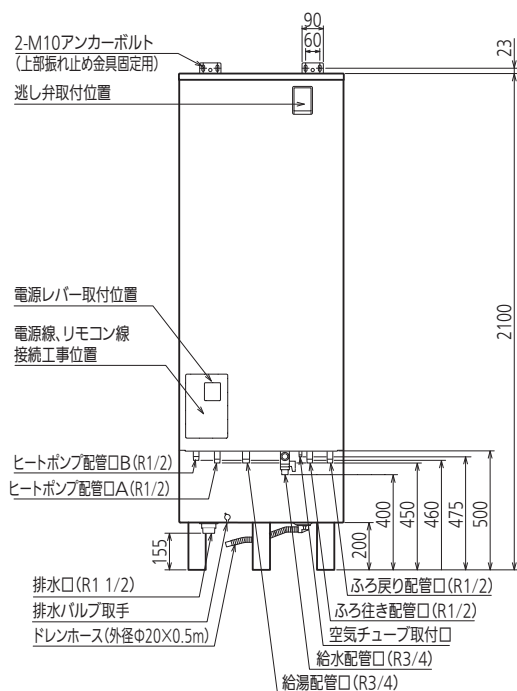 90
60
23
2-M10アンカーボルト
(上部振れ止め金具固定用)
逃し弁取付位置
2100
電源レバー取付位置
電源線、リモコン線
接続工事位置
ヒートポンプ配管口B(R1/2)
ヒートポンプ配管口A(R1/2)
155
200
400
450
460
475
500
排水口(R1 1/2)
排水バルブ取手
ドレンホース(外径Φ20×0.5m)
ふろ戻り配管口(R1/2)
ふろ往き配管口(R1/2)
空気チューブ取付口
給水配管口(R3/4)
給湯配管口(R3/4)